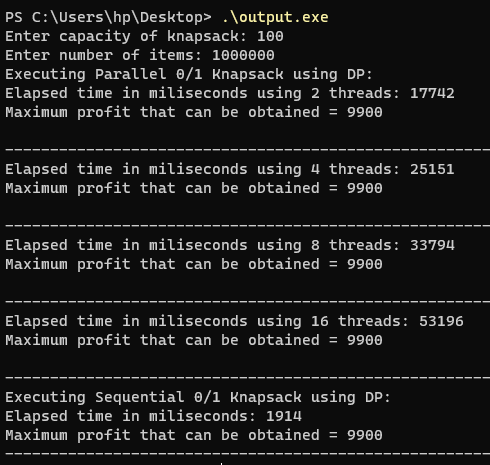 PS C:\Users\hp\Desktop> .\output.exe
Enter capacity of knapsack: 100
Enter number of items: 1000000
Executing Parallel 0/1 Knapsack using DP:
Elapsed time in miliseconds using 2 threads: 17742
Maximum profit that can be obtained = 9900
------------------------------------------------------
Elapsed time in miliseconds using 4 threads: 25151
Maximum profit that can be obtained = 9900
------------------------------------------------------
Elapsed time in miliseconds using 8 threads: 33794
Maximum profit that can be obtained = 9900
------------------------------------------------------
Elapsed time in miliseconds using 16 threads: 53196
Maximum profit that can be obtained = 9900
------------------------------------------------------
Executing Sequential 0/1 Knapsack using DP:
Elapsed time in miliseconds: 1914
Maximum profit that can be obtained = 9900
------------------------------------------------------